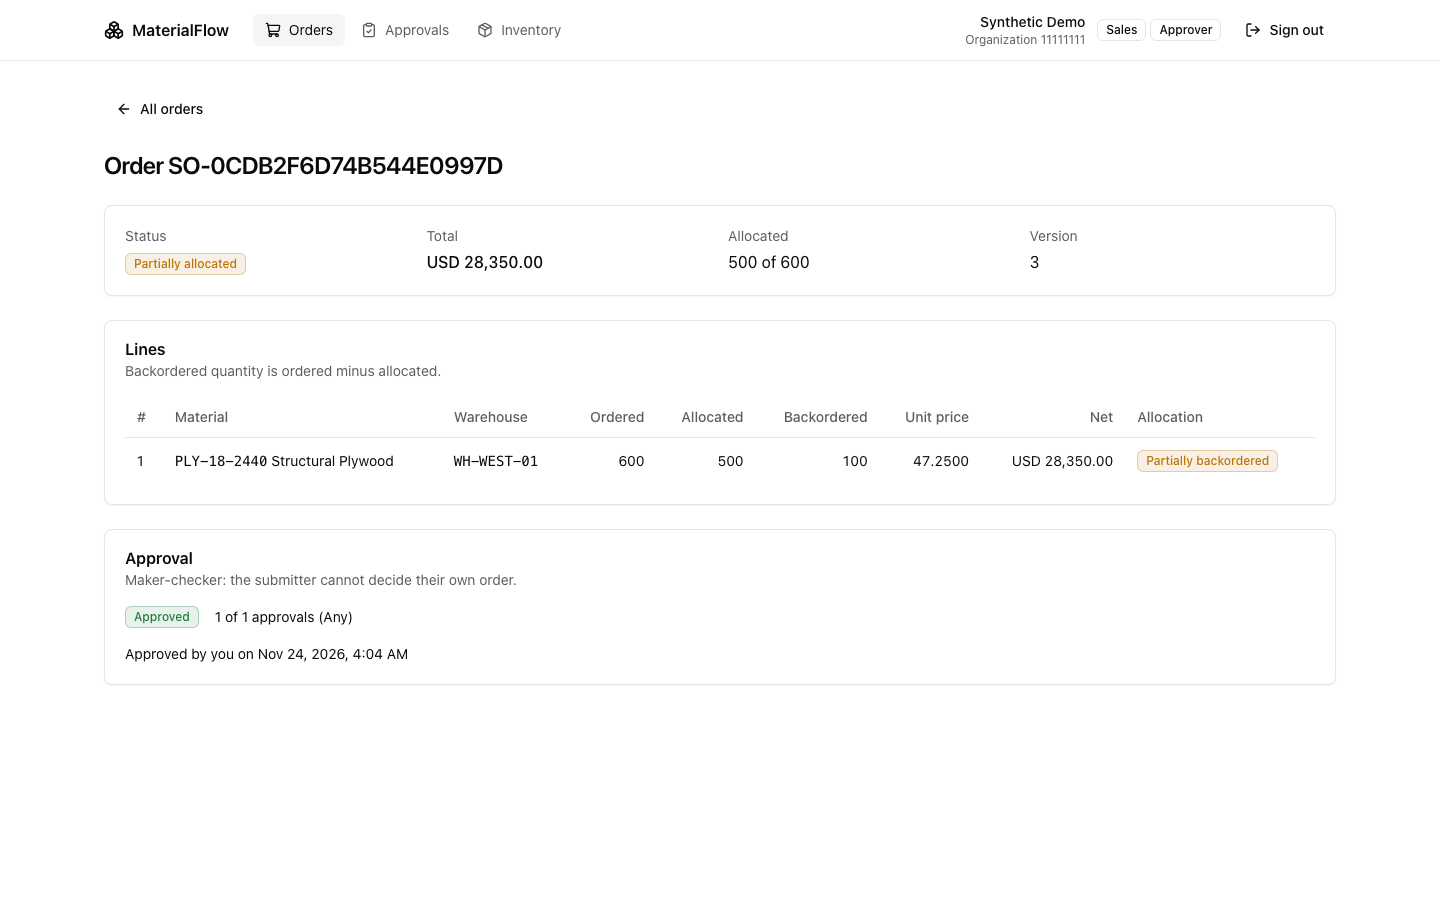 MaterialFlow
Orders
Approvals
Inventory
Synthetic Demo
Organization 11111111
Sales
Approver
Sign out
All orders
Order SO-0CDB2F6D74B544E0997D
Status
Total
Allocated
Version
Partially allocated
USD 28,350.00
500 of 600
3
Lines
Backordered quantity is ordered minus allocated.
# Material Warehouse Ordered Allocated Backordered Unit price Net Allocation
1 PLY-18-2440 Structural Plywood WH-WEST-01 600 500 100 47.2500 USD 28,350.00 Partially backordered
Approval
Maker-checker: the submitter cannot decide their own order.
Approved 1 of 1 approvals (Any)
Approved by you on Nov 24, 2026, 4:04 AM